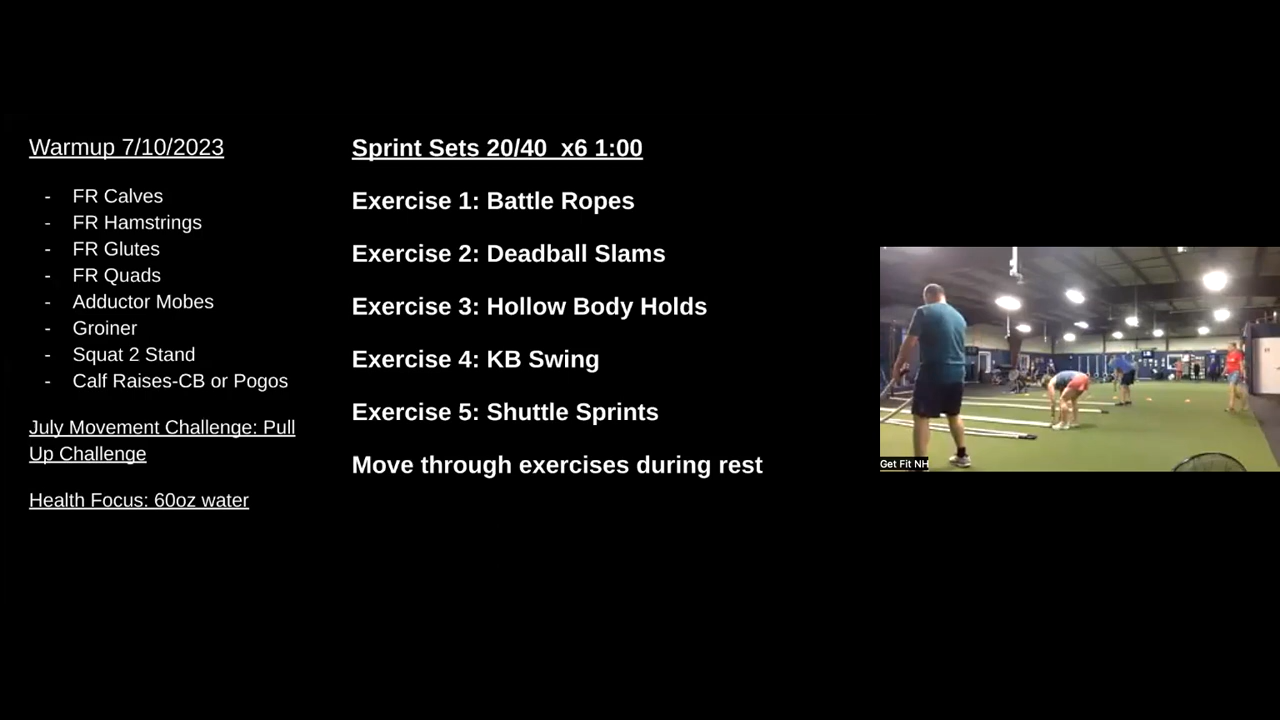 Warmup 7/10/2023
- FR Calves
- FR Hamstrings
- FR Glutes
- FR Quads
- Adductor Mobes
- Groiner
- Squat 2 Stand
- Calf Raises-CB or Pogos
July Movement Challenge: Pull
Up Challenge
Health Focus: 60oz water
Sprint Sets 20/40  x6 1:00
Exercise 1: Battle Ropes
Exercise 2: Deadball Slams
Exercise 3: Hollow Body Holds
Exercise 4: KB Swing
Exercise 5: Shuttle Sprints
Move through exercises during rest
Get Fit NH